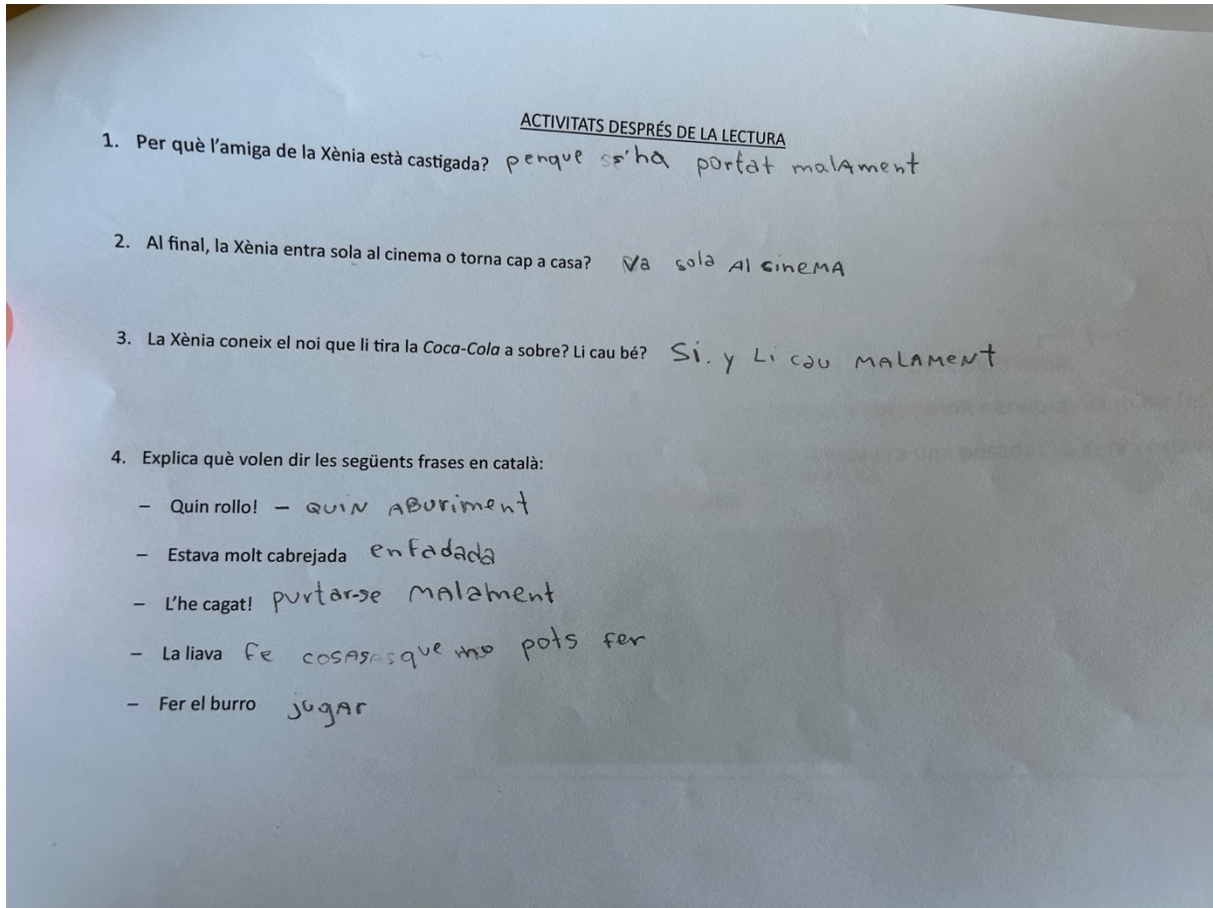 ACTIVITATS DESPRÉS DE LA LECTURA
1. Per què l'amiga de la Xènia està castigada? penque s'ha portat malament
2. Al final, la Xènia entra sola al cinema o torna cap a casa? Va sola Al sineMA
3. La Xènia coneix el noi que li tira la Coca-Cola a sobre? Li cau bé? Si. y Li cau MALAMENT
4. Explica què volen dir les següents frases en català:
– Quin rollo! – QUIN ABUriment
– Estava molt cabrejada enfadada
– L'he cagat! purtar-se MAlament
– La liava fe COSAS que no pots fer
– Fer el burro jugAr